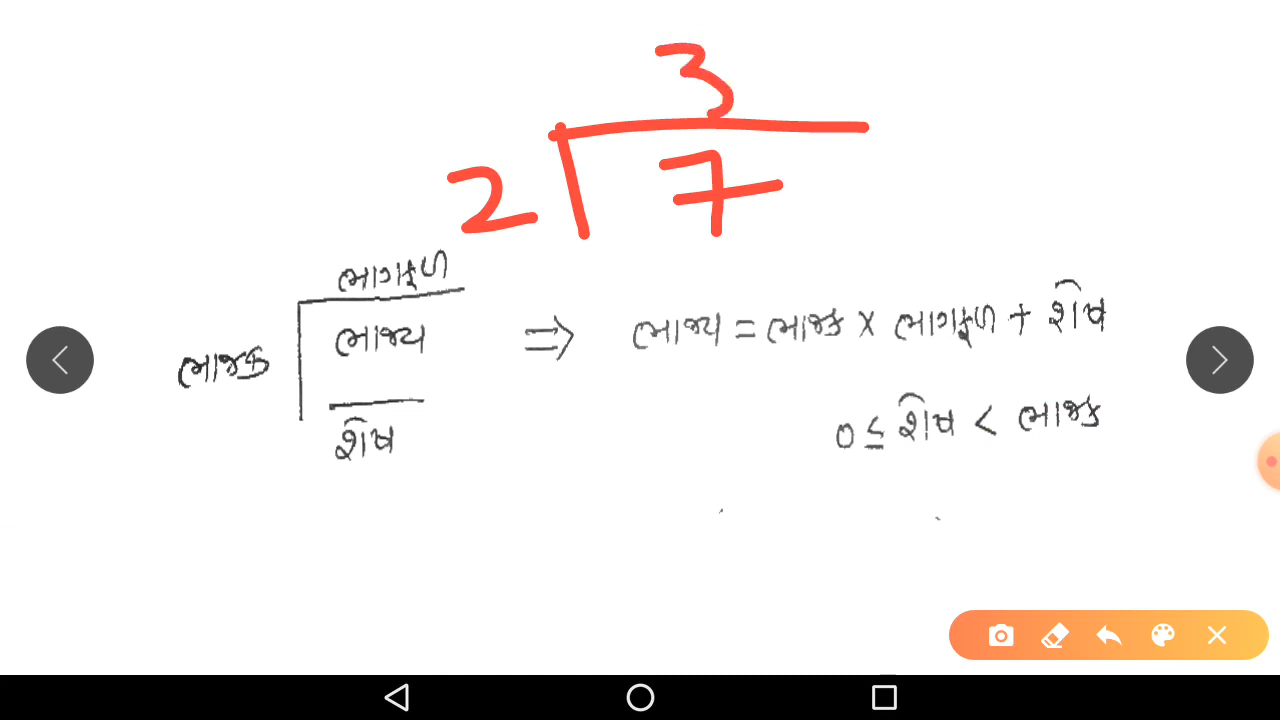 3
2 7
ભાગફળ
ભાજક ભાજ્ય ⇒ ભાજ્ય = ભાજક × ભાગફળ + શેષ
શેષ 0 ≤ શેષ < ભાજક